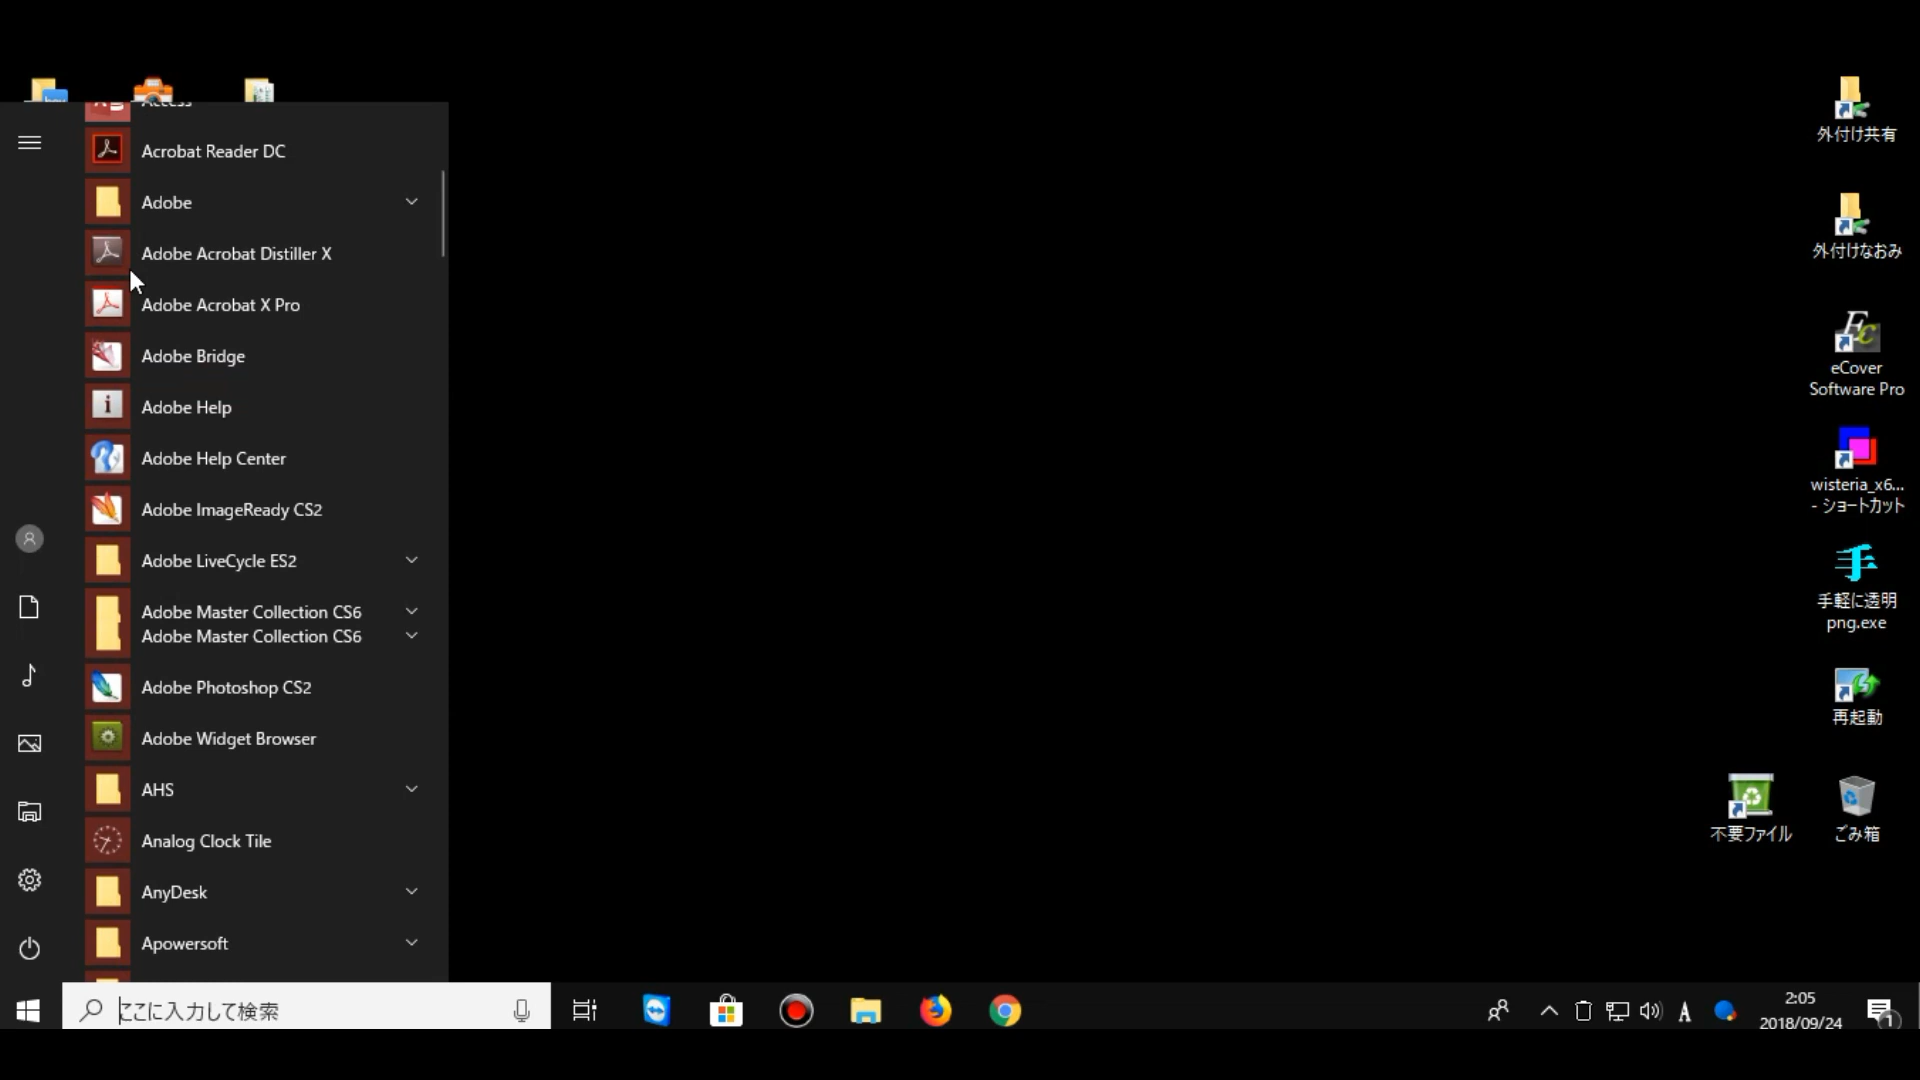 Access
Acrobat Reader DC
Adobe
Adobe Acrobat Distiller X
Adobe Acrobat X Pro
Adobe Bridge
Adobe Help
Adobe Help Center
Adobe ImageReady CS2
Adobe LiveCycle ES2
Adobe Master Collection CS6
Adobe Master Collection CS6
Adobe Photoshop CS2
Adobe Widget Browser
AHS
Analog Clock Tile
AnyDesk
Apowersoft
外付け共有
外付けなおみ
eCover
Software Pro
wisteria_x6...
- ショートカット
手
手軽に透明
png.exe
再起動
不要ファイル
ごみ箱
ここに入力して検索
A
2:05
2018/09/24
1